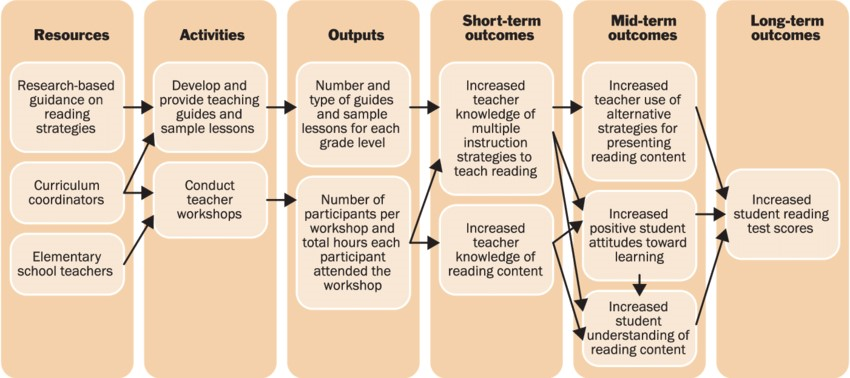 Resources
Activities
Outputs
Short-term
outcomes
Mid-term
outcomes
Long-term
outcomes
Research-based
guidance on
reading
strategies
Curriculum
coordinators
Elementary
school teachers
Develop and
provide teaching
guides and
sample lessons
Conduct
teacher
workshops
Number and
type of guides
and sample
lessons for each
grade level
Number of
participants per
workshop and
total hours each
participant
attended the
workshop
Increased
teacher
knowledge of
multiple
instruction
strategies to
teach reading
Increased
teacher
knowledge of
reading content
Increased
teacher use of
alternative
strategies for
presenting
reading content
Increased
positive student
attitudes toward
learning
Increased
student
understanding of
reading content
Increased
student reading
test scores